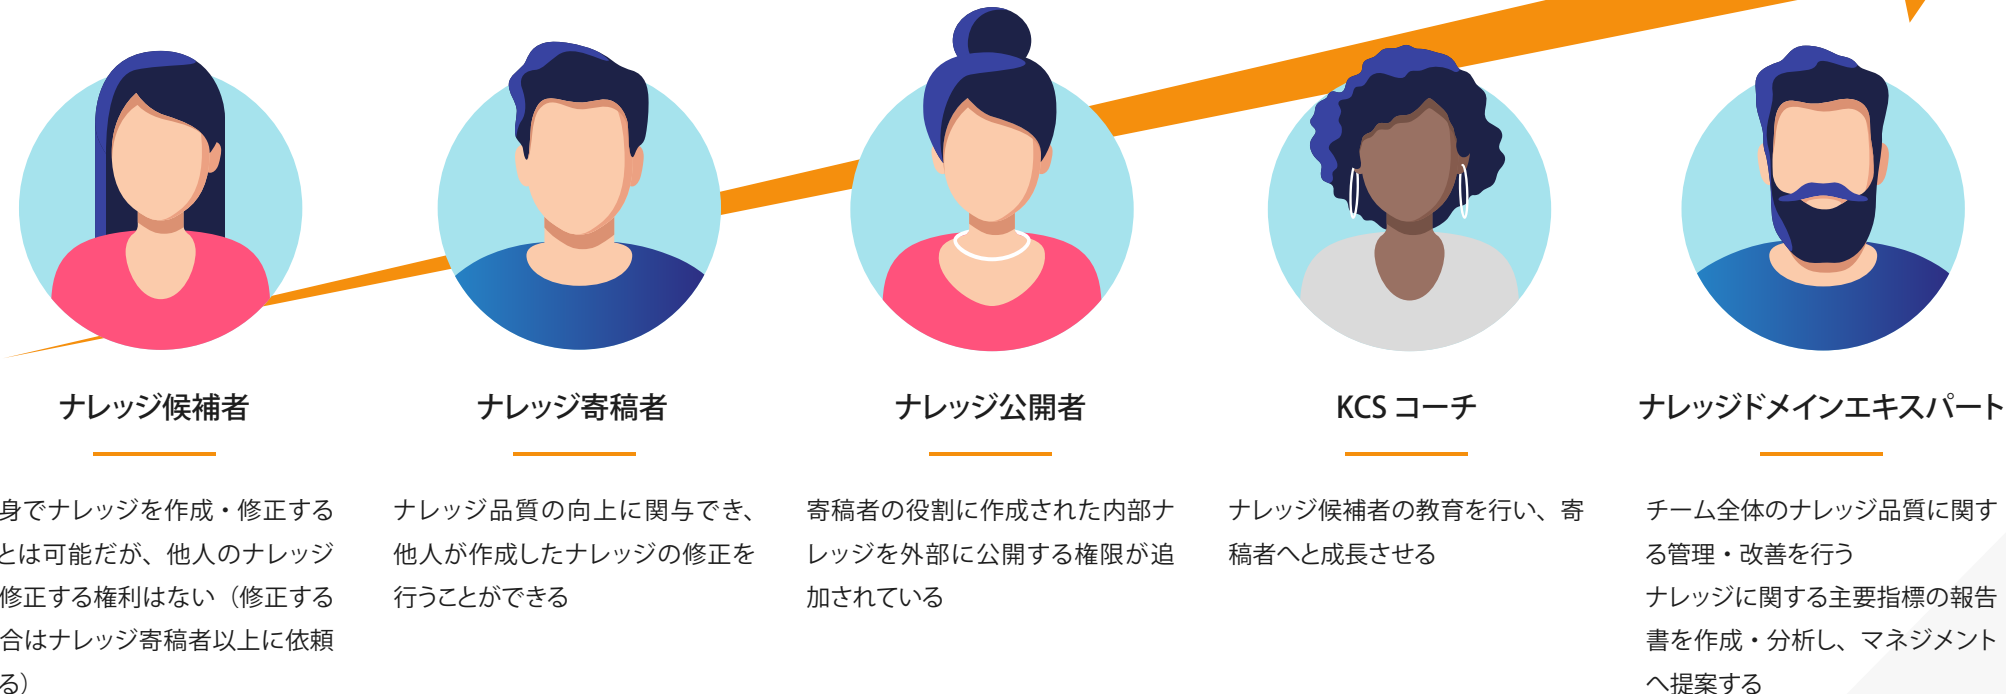 ナレッジ候補者
身でナレッジを作成・修正する
とは可能だが、他人のナレッジ
修正する権利はない（修正する
合はナレッジ寄稿者以上に依頼
る）
ナレッジ寄稿者
ナレッジ品質の向上に関与でき、
他人が作成したナレッジの修正を
行うことができる
ナレッジ公開者
寄稿者の役割に作成された内部ナ
レッジを外部に公開する権限が追
加されている
KCS コーチ
ナレッジ候補者の教育を行い、寄
稿者へと成長させる
ナレッジドメインエキスパート
チーム全体のナレッジ品質に関す
る管理・改善を行う
ナレッジに関する主要指標の報告
書を作成・分析し、マネジメント
へ提案する